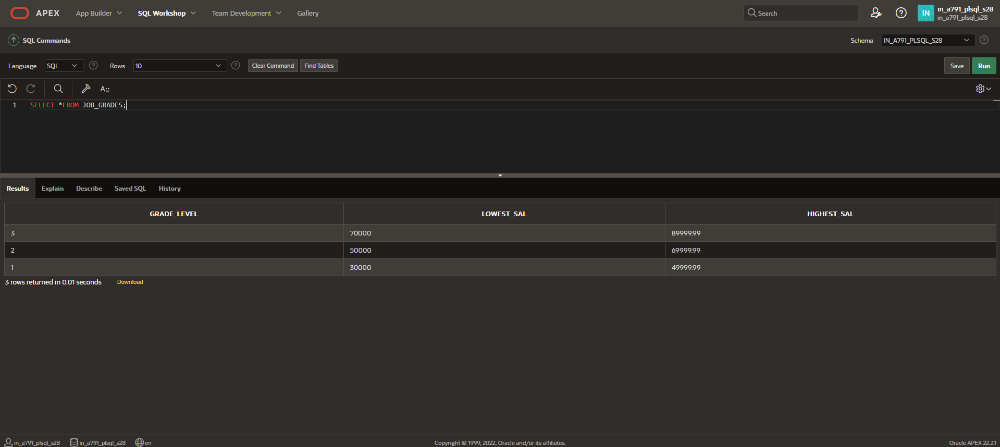 APEX App Builder SQL Workshop Team Development Gallery Search IN in_a791_plsql_s28
in_a791_plsql_s28
SQL Commands Schema IN_A791_PLSQL_S28
Language SQL Rows 10 Clear Command Find Tables Save Run
A
1 SELECT *FROM JOB_GRADES;
Results Explain Describe Saved SQL History
GRADE_LEVEL LOWEST_SAL HIGHEST_SAL
3 70000 89999.99
2 50000 69999.99
1 30000 49999.99
3 rows returned in 0.01 seconds Download
in_a791_plsql_s28 in_a791_plsql_s28 en Copyright © 1999, 2022, Oracle and/or its affiliates. Oracle APEX 22.2.1